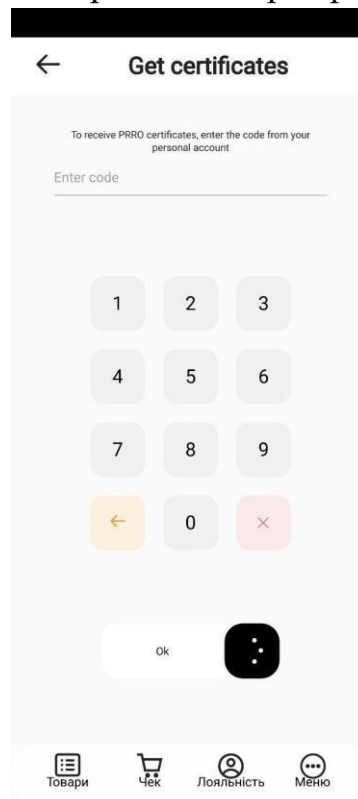 Get certificates
To receive PRRO certificates, enter the code from your
personal account
Enter code
1 2 3
4 5 6
7 8 9
0
Ok
Товари Чек Лояльність Меню